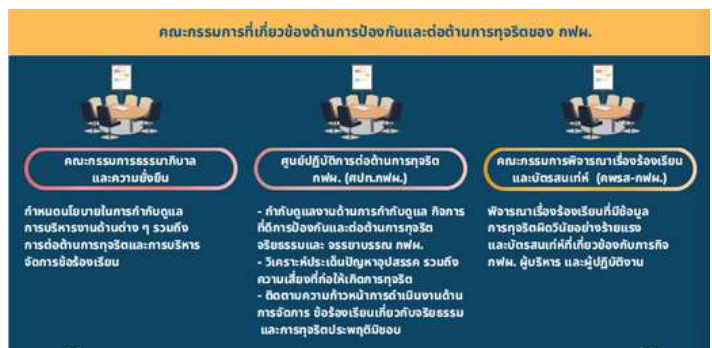 คณะกรรมการที่เกี่ยวข้องด้านการป้องกันและต่อต้านการทุจริตของ กฟผ.
คณะกรรมการธรรมาภิบาล
และความยั่งยืน
กำหนดนโยบายในการกำกับดูแล
การบริหารงานด้านต่าง ๆ รวมถึง
การต่อต้านการทุจริตและการบริหาร
จัดการข้อร้องเรียน
ศูนย์ปฏิบัติการต่อต้านการทุจริต
กฟผ. (ศปท.กฟผ.)
- กำกับดูแลงานด้านการกำกับดูแล กิจการ
ที่ดีการป้องกันและต่อต้านการทุจริต
จริยธรรมและ จรรยาบรรณ กฟผ.
- วิเคราะห์ประเด็นปัญหาอุปสรรค รวมถึง
ความเสี่ยงที่ก่อให้เกิดการทุจริต
- ติดตามความก้าวหน้าการดำเนินงานด้าน
การจัดการ ข้อร้องเรียนเกี่ยวกับจริยธรรม
และการทุจริตประพฤติมิชอบ
คณะกรรมการพิจารณาเรื่องร้องเรียน
และบัตรสนเท่ห์ (คพรส-กฟผ.)
พิจารณาเรื่องร้องเรียนที่มีข้อมูล
การทุจริตผิดวินัยอย่างร้ายแรง
และบัตรสนเท่ห์ที่เกี่ยวข้องกับภารกิจ
กฟผ. ผู้บริหาร และผู้ปฏิบัติงาน